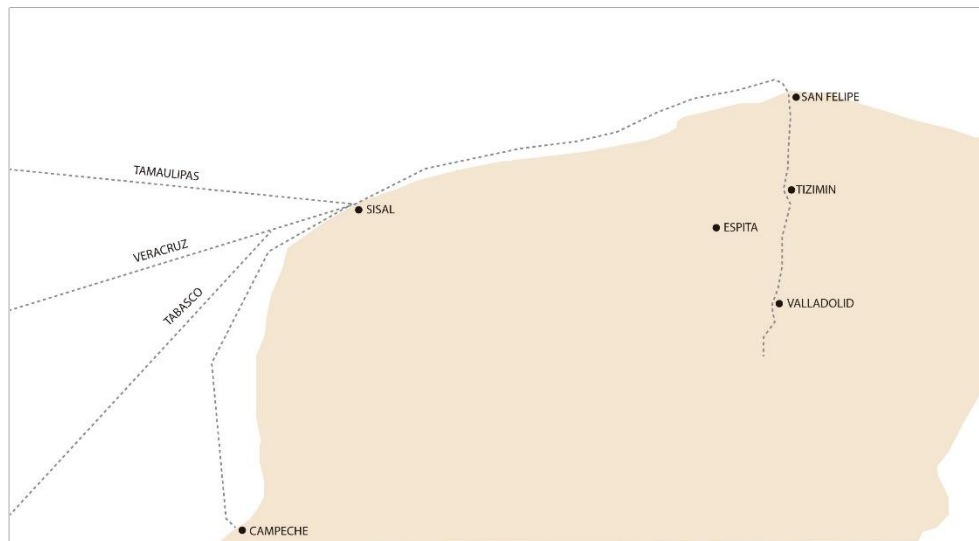 SAN FELIPE
TAMAULIPAS
TIZIMIN
SISAL
ESPITA
VERACRUZ
TABASCO
VALLADOLID
CAMPECHE